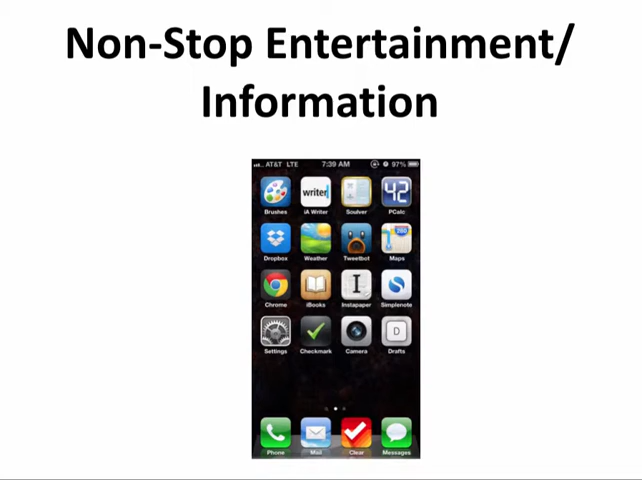 Non-Stop Entertainment/
Information
AT&T LTE 7:39 AM 97%
writer 42
Brushes iA Writer Soulver PCalc
280
Dropbox Weather Tweetbot Maps
I
Chrome iBooks Instapaper Simplenote
D
Settings Checkmark Camera Drafts
Phone Mail Clear Messages